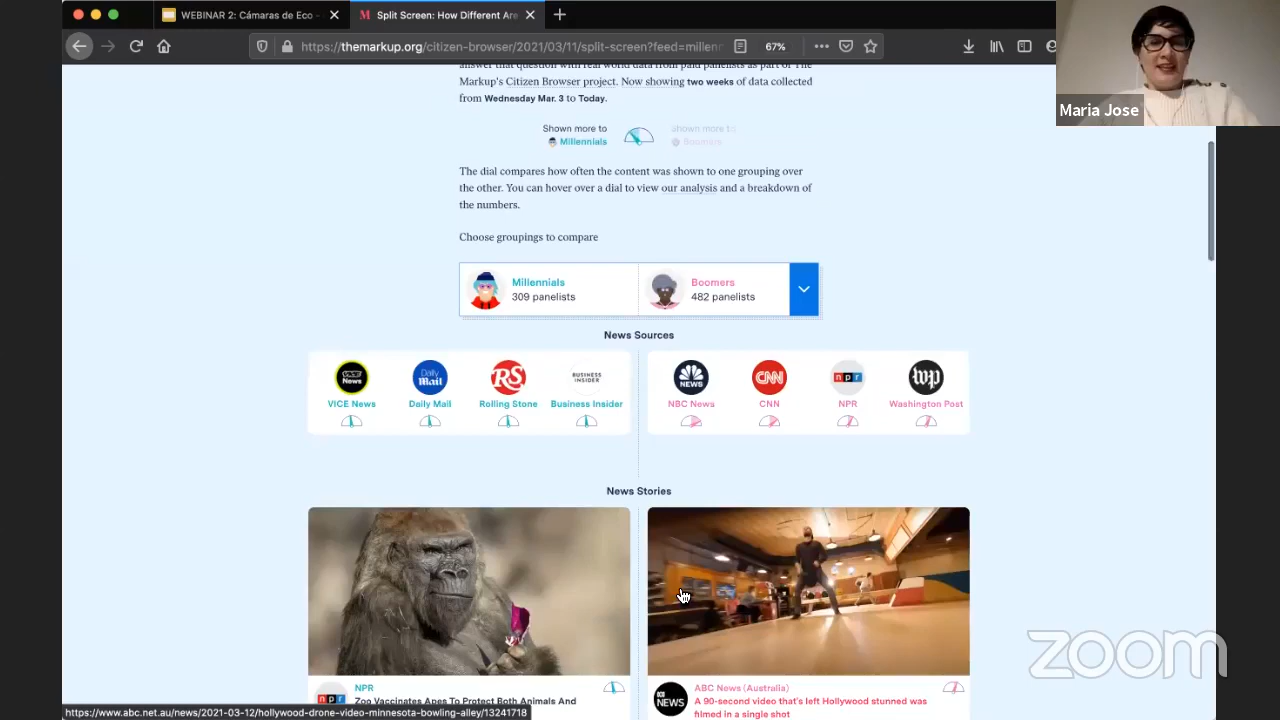 WEBINAR 2: Cámaras de Eco -
Split Screen: How Different Are
https://themarkup.org/citizen-browser/2021/03/11/split-screen?feed=millenn
67%
Maria Jose
answer that question with real world data from paid panelists as part of The
Markup's Citizen Browser project. Now showing two weeks of data collected
from Wednesday Mar. 3 to Today.
Shown more to
Millennials
Shown more to
Boomers
The dial compares how often the content was shown to one grouping over
the other. You can hover over a dial to view our analysis and a breakdown of
the numbers.
Choose groupings to compare
Millennials
309 panelists
Boomers
482 panelists
News Sources
VICE News
Daily Mail
Rolling Stone
Business Insider
NBC News
CNN
NPR
Washington Post
News Stories
NPR
Zoo Vaccinates Apes To Protect Both Animals And
ABC News (Australia)
A 90-second video that's left Hollywood stunned was
filmed in a single shot
https://www.abc.net.au/news/2021-03-12/hollywood-drone-video-minnesota-bowling-alley/13241718
zoom